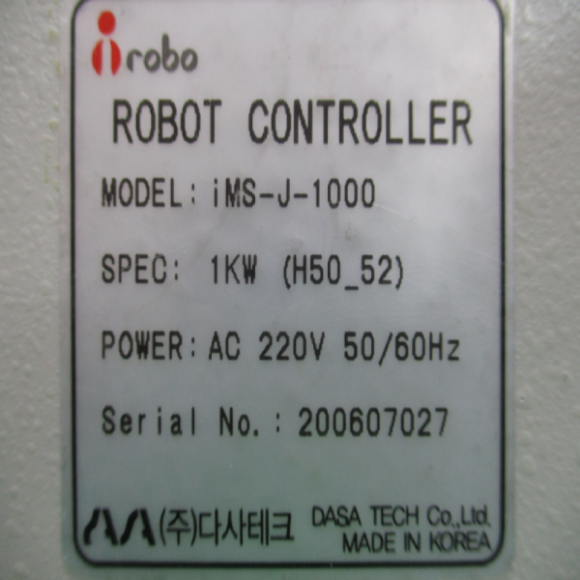 i robo
ROBOT CONTROLLER
MODEL: iMS-J-1000
SPEC: 1KW (H50_52)
POWER: AC 220V 50/60Hz
Serial No.: 200607027
(주)다사테크 DASA TECH Co.,Ltd.
MADE IN KOREA